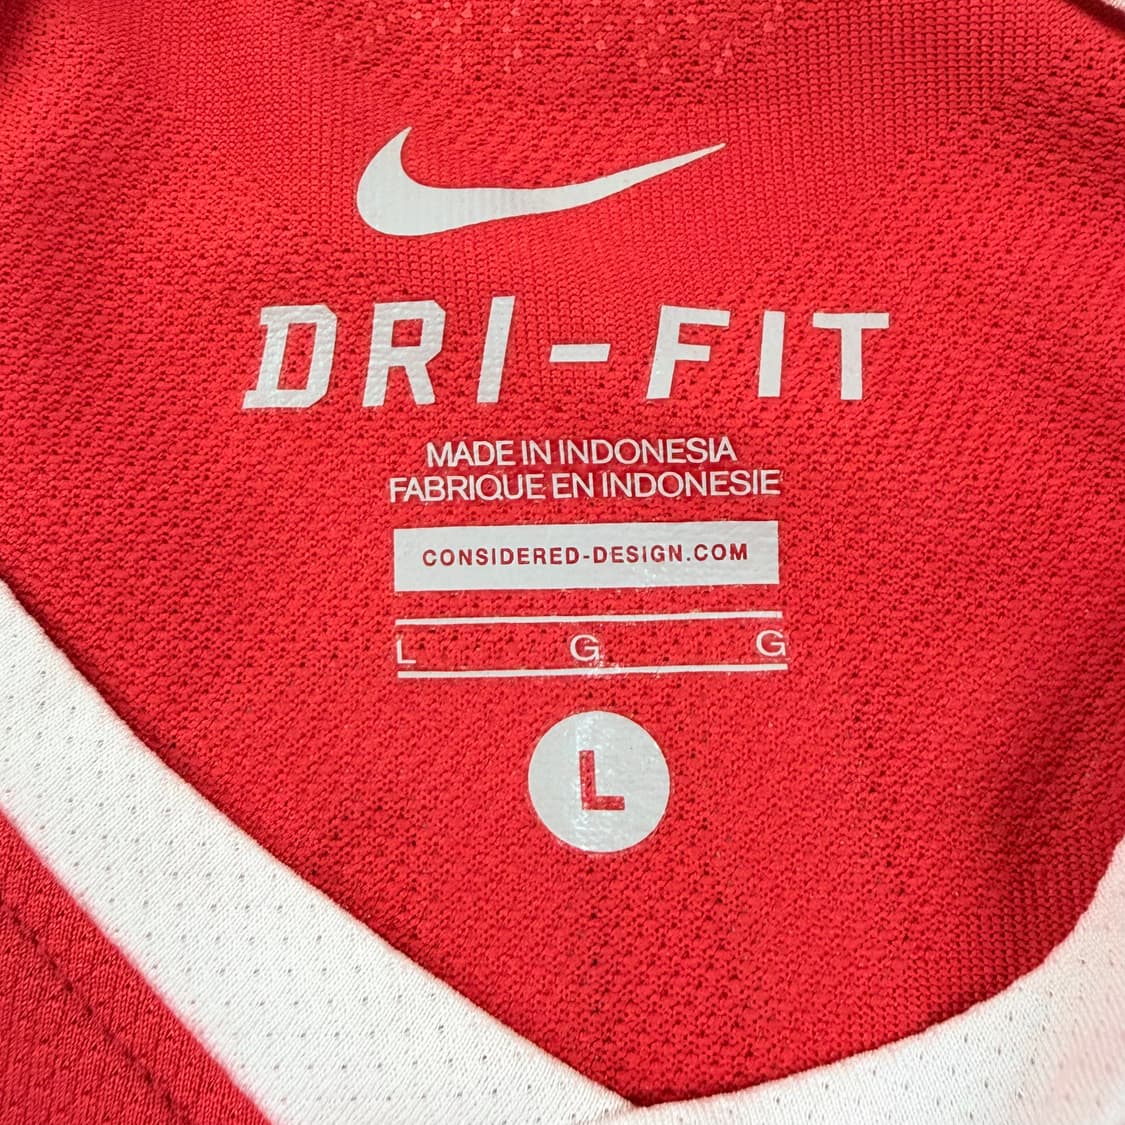 DRI-FIT
MADE IN INDONESIA
FABRIQUE EN INDONESIE
CONSIDERED-DESIGN.COM
L G G
L